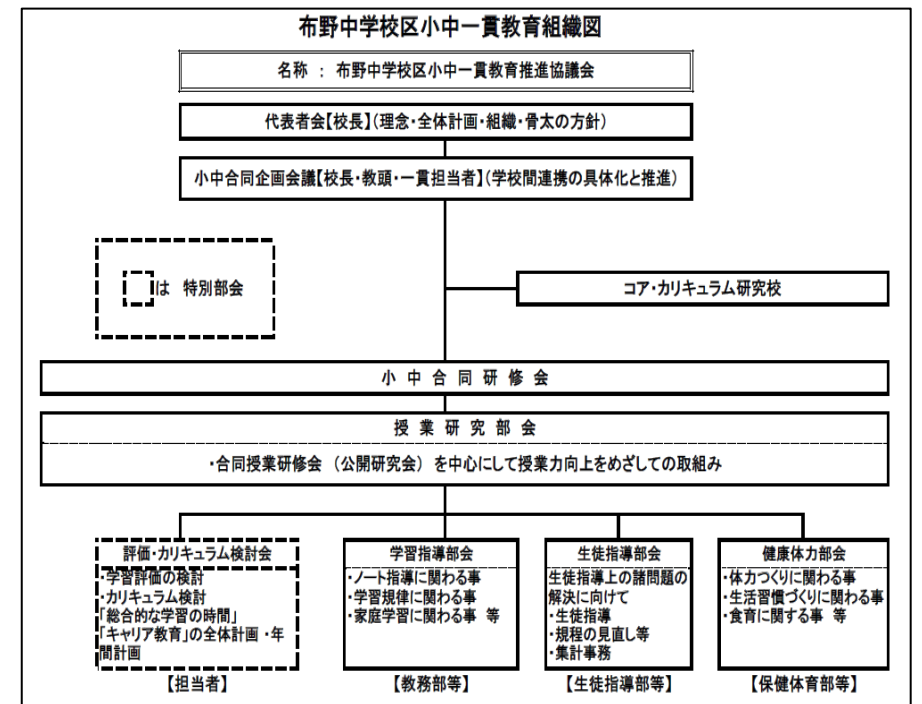 布野中学校区小中一貫教育組織図
名称 ： 布野中学校区小中一貫教育推進協議会
代表者会【校長】（理念・全体計画・組織・骨太の方針）
小中合同企画会議【校長・教頭・一貫担当者】（学校間連携の具体化と推進）
は 特別部会
コア・カリキュラム研究校
小 中 合 同 研 修 会
授 業 研 究 部 会
・合同授業研修会 （公開研究会） を中心にして授業力向上をめざしての取組み
評価・カリキュラム検討会
・学習評価の検討
・カリキュラム検討
「総合的な学習の時間」
「キャリア教育」の全体計画・年
間計画
【担当者】
学習指導部会
・ノート指導に関わる事
・学習規律に関わる事
・家庭学習に関わる事 等
【教務部等】
生徒指導部会
生徒指導上の諸問題の
解決に向けて
・生徒指導
・規程の見直し等
・集計事務
【生徒指導部等】
健康体力部会
・体力つくりに関わる事
・生活習慣づくりに関わる事
・食育に関する事 等
【保健体育部等】